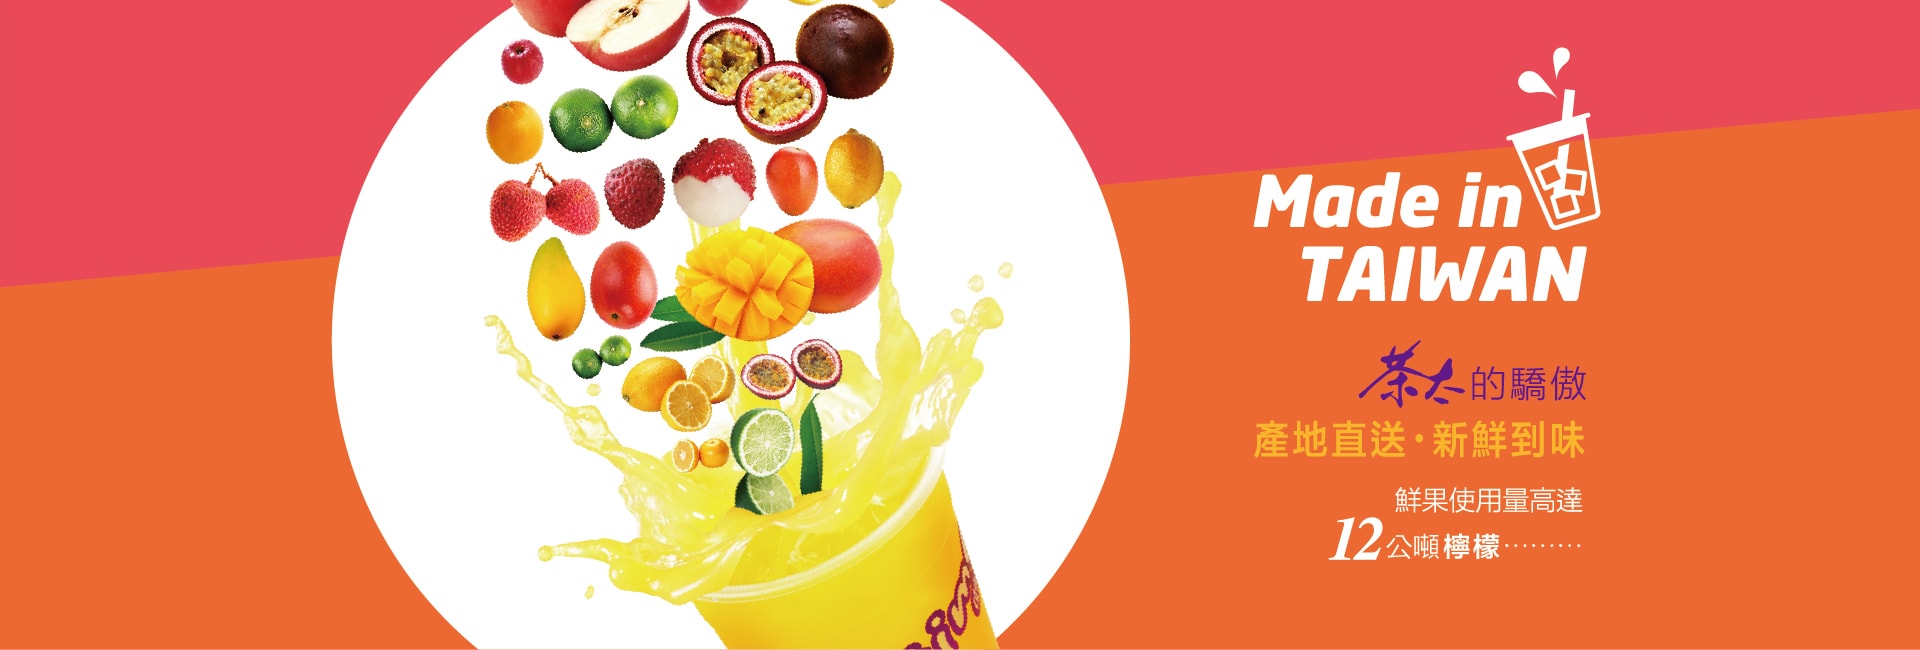 Made in
TAIWAN
茶太的驕傲
產地直送・新鮮到味
鮮果使用量高達
12公噸檸檬………